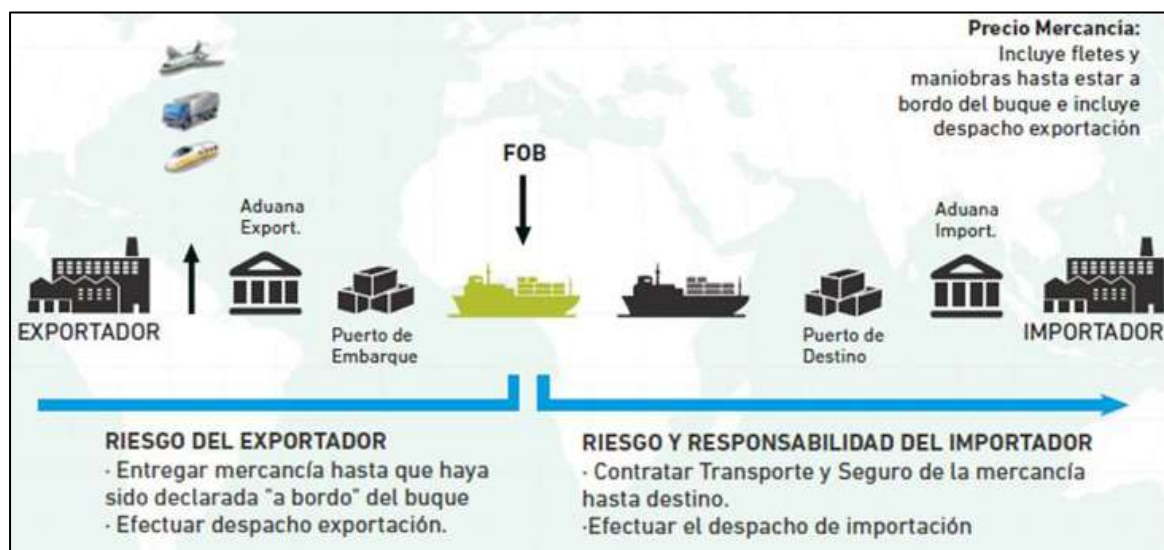 Precio Mercancía:
Incluye fletes y
maniobras hasta estar a
bordo del buque e incluye
despacho exportación
FOB
Aduana
Export.
Aduana
Import.
EXPORTADOR
Puerto de
Embarque
Puerto de
Destino
IMPORTADOR
RIESGO DEL EXPORTADOR
· Entregar mercancía hasta que haya
sido declarada "a bordo" del buque
· Efectuar despacho exportación.
RIESGO Y RESPONSABILIDAD DEL IMPORTADOR
· Contratar Transporte y Seguro de la mercancía
hasta destino.
·Efectuar el despacho de importación